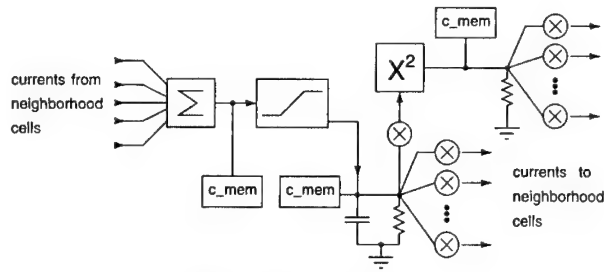 c_mem
X²
currents from
neighborhood
cells
Σ
c_mem
c_mem
currents to
neighborhood
cells